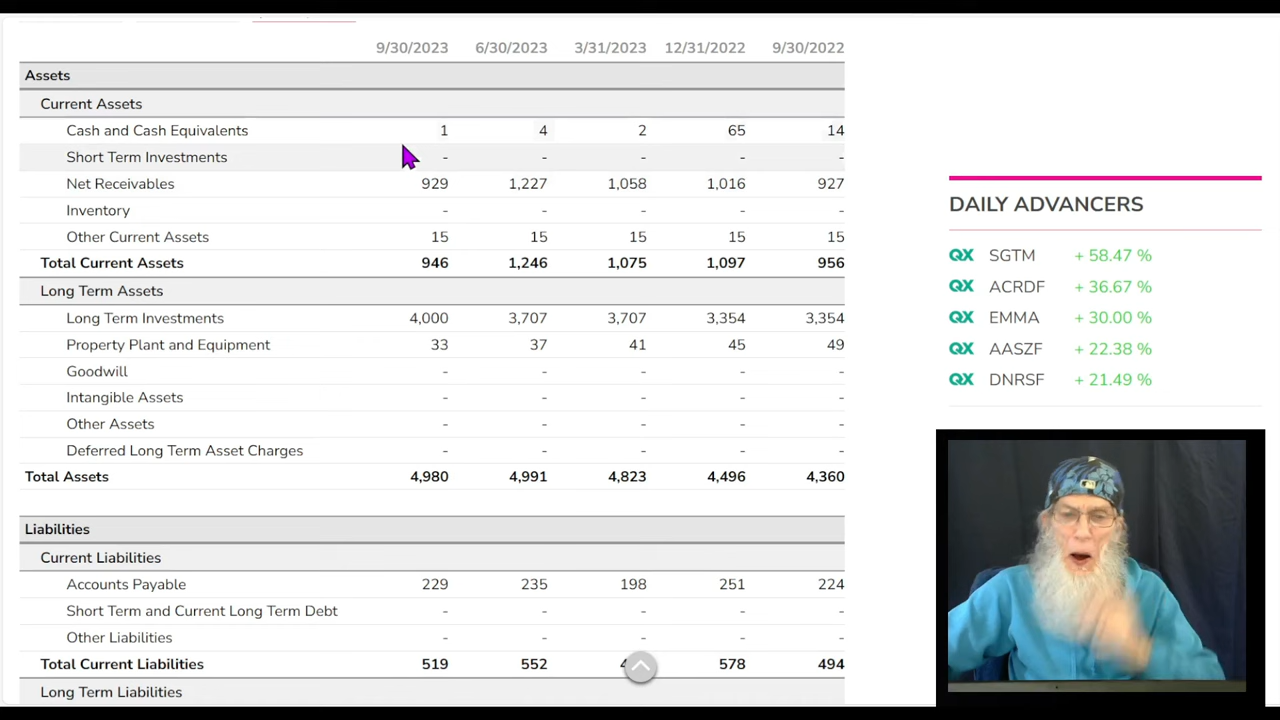 9/30/2023 6/30/2023 3/31/2023 12/31/2022 9/30/2022
Assets
Current Assets
Cash and Cash Equivalents 1 4 2 65 14
Short Term Investments - - - - -
Net Receivables 929 1,227 1,058 1,016 927
Inventory - - - - -
Other Current Assets 15 15 15 15 15
Total Current Assets 946 1,246 1,075 1,097 956
Long Term Assets
Long Term Investments 4,000 3,707 3,707 3,354 3,354
Property Plant and Equipment 33 37 41 45 49
Goodwill - - - - -
Intangible Assets - - - - -
Other Assets - - - - -
Deferred Long Term Asset Charges - - - - -
Total Assets 4,980 4,991 4,823 4,496 4,360
Liabilities
Current Liabilities
Accounts Payable 229 235 198 251 224
Short Term and Current Long Term Debt - - - - -
Other Liabilities - - - - -
Total Current Liabilities 519 552 578 494
Long Term Liabilities
DAILY ADVANCERS
QX SGTM + 58.47 %
QX ACRDF + 36.67 %
QX EMMA + 30.00 %
QX AASZF + 22.38 %
QX DNRSF + 21.49 %